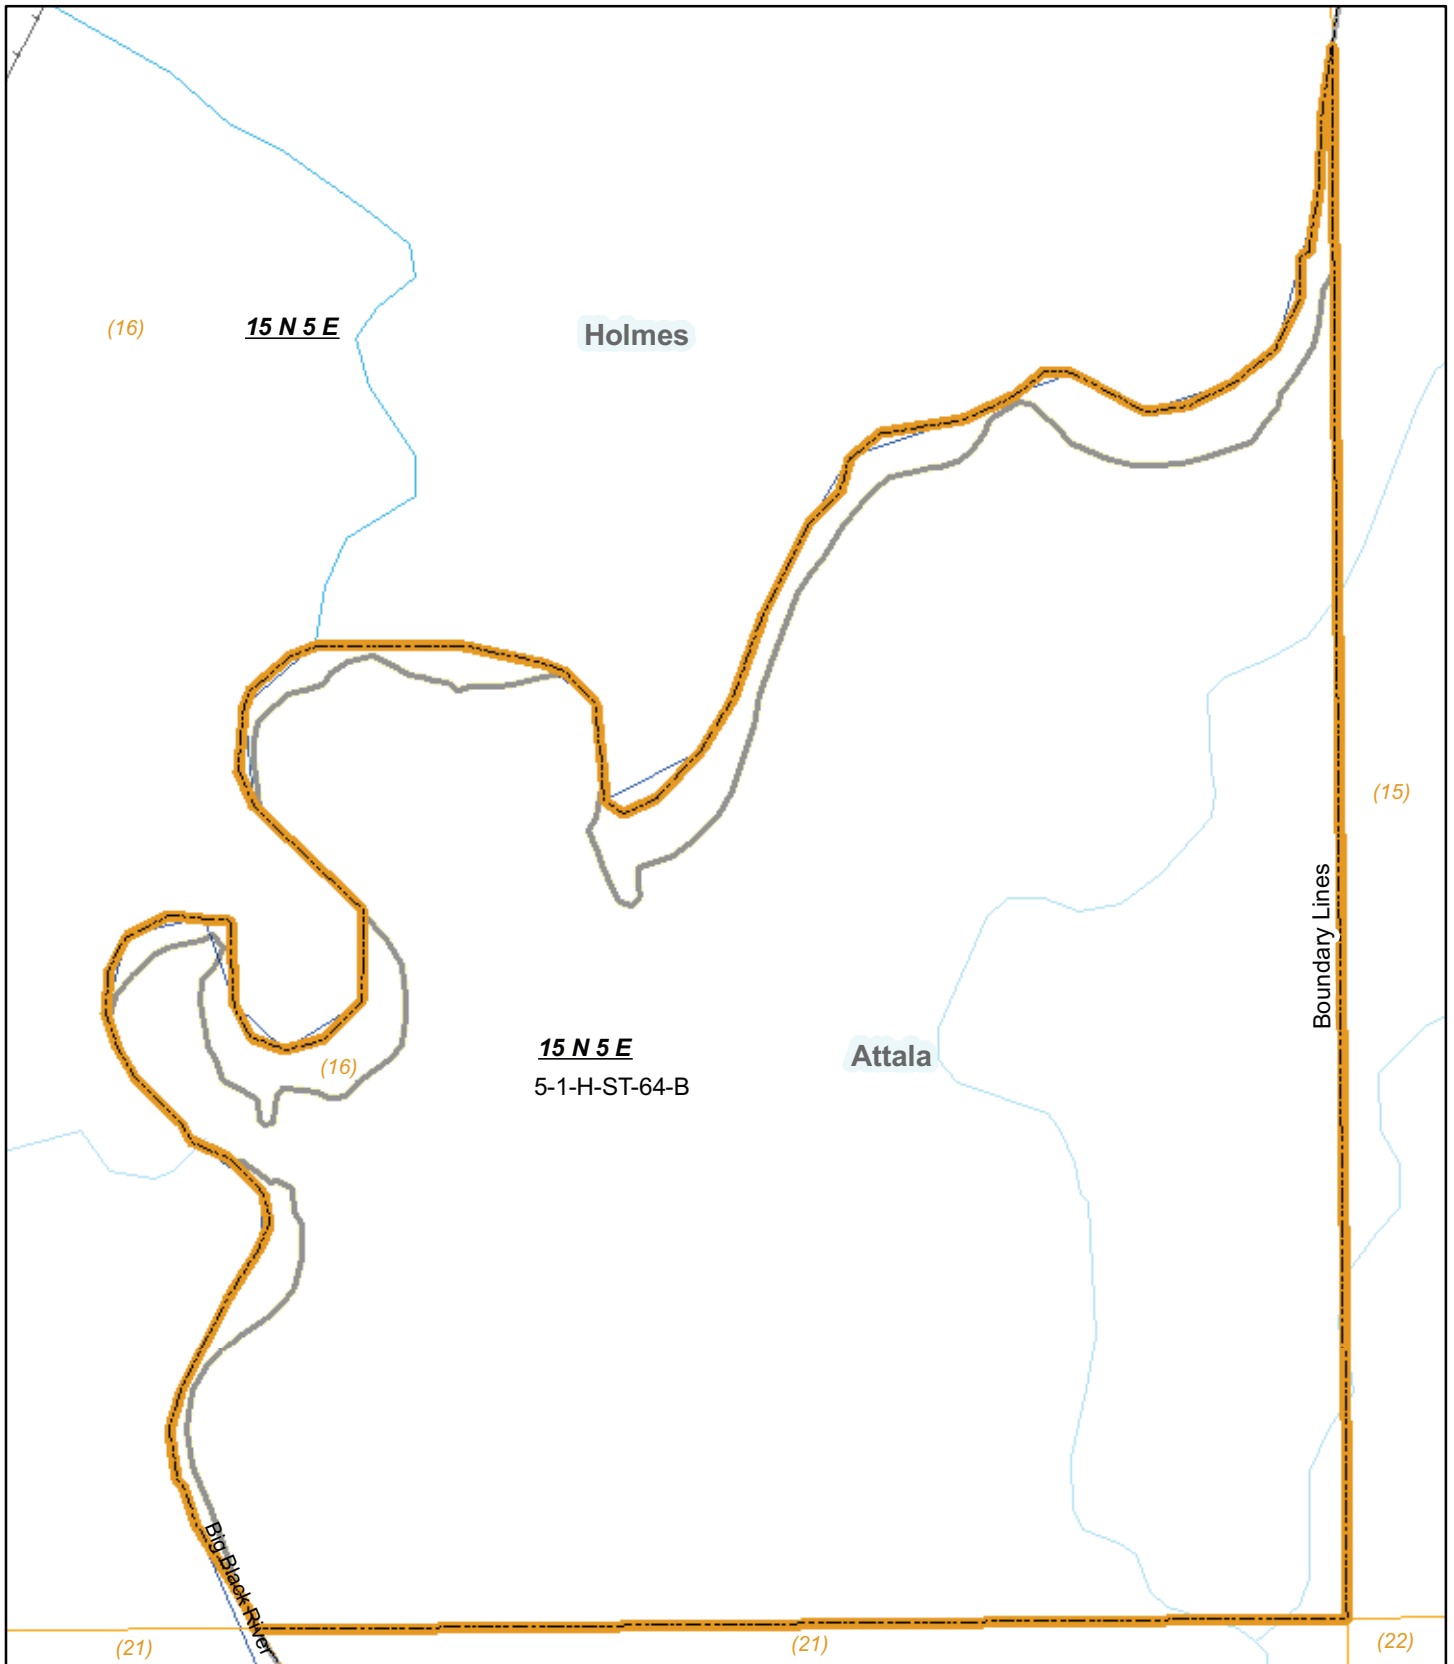 (16)
15 N 5 E
Holmes
(15)
Boundary Lines
15 N 5 E
Attala
(16)
5-1-H-ST-64-B
Big Black River
(21)
(21)
(22)